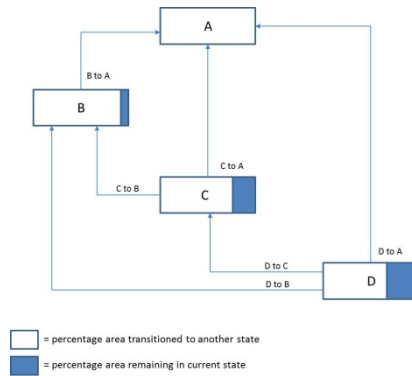 A
B to A
B
C to A
C to B
C
D to A
D to C
D
D to B
= percentage area transitioned to another state
= percentage area remaining in current state